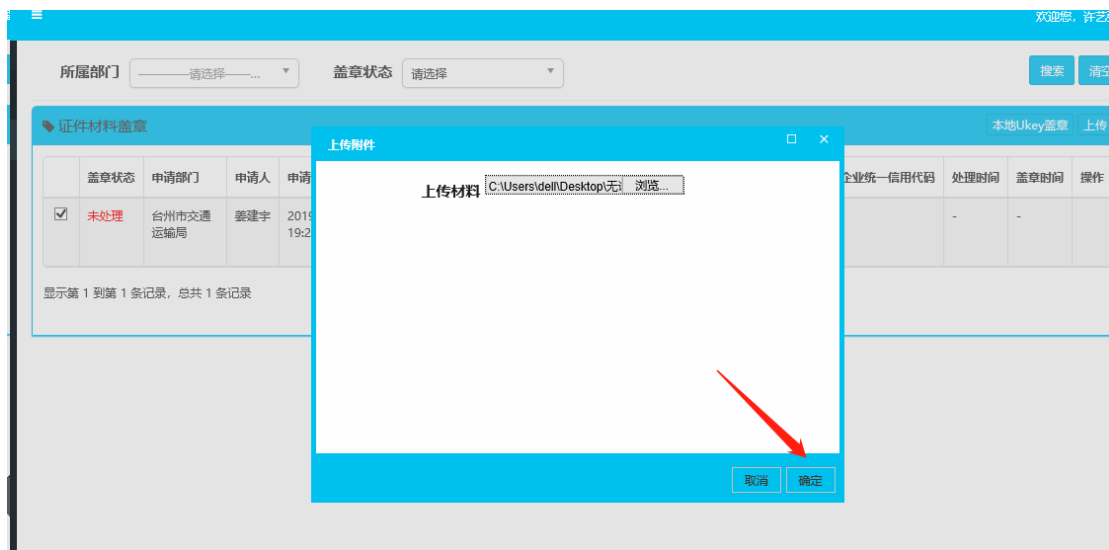 欢迎您，许艺
所属部门 ————请选择——... 盖章状态 请选择 搜索 清空
证件材料盖章 本地Ukey盖章 上传
上传附件
盖章状态 申请部门 申请人 申请 企业统一信用代码 处理时间 盖章时间 操作
上传材料 C:\Users\dell\Desktop\无 浏览...
未处理 台州市交通 姜建宇 2019 - -
运输局 19:2
显示第 1 到第 1 条记录，总共 1 条记录
取消 确定